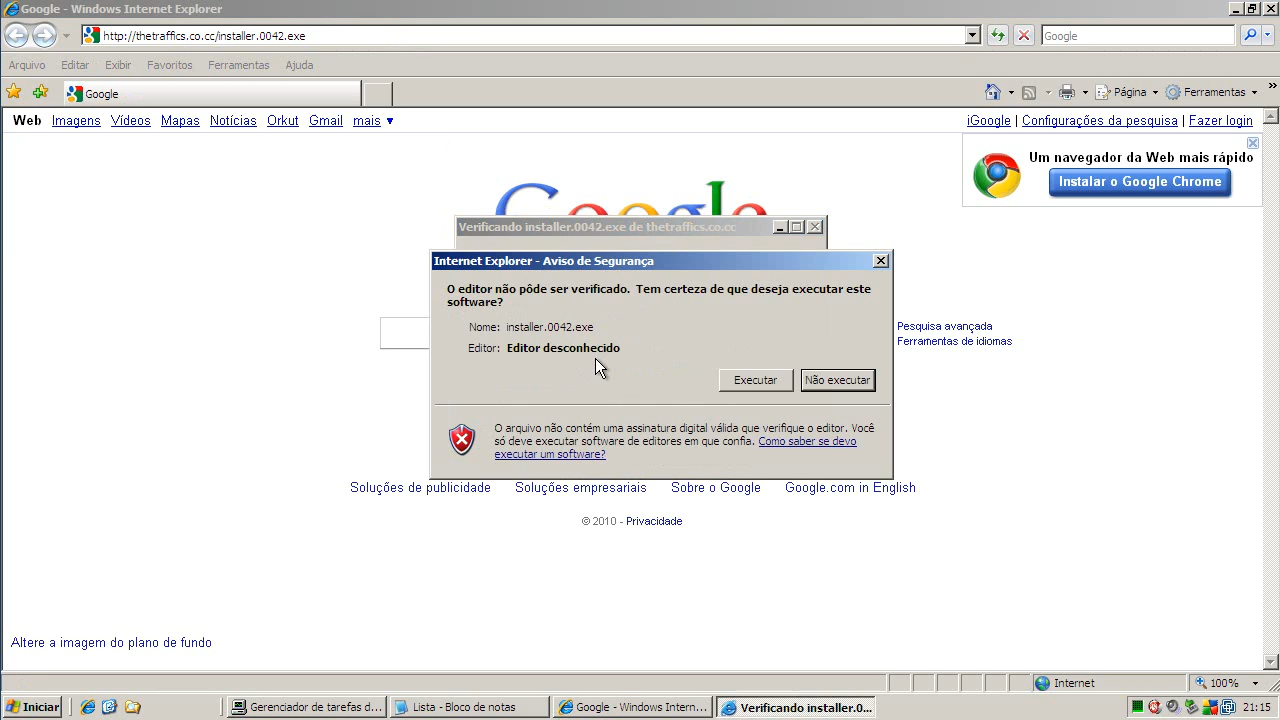 Google - Windows Internet Explorer
http://thetraffics.co.cc/installer.0042.exe
Google
Arquivo Editar Exibir Favoritos Ferramentas Ajuda
Google
Página Ferramentas »
Web Imagens Vídeos Mapas Notícias Orkut Gmail mais ▼
iGoogle | Configurações da pesquisa | Fazer login
Um navegador da Web mais rápido
Instalar o Google Chrome
Google
Verificando installer.0042.exe de thetraffics.co.cc
Internet Explorer - Aviso de Segurança
O editor não pôde ser verificado. Tem certeza de que deseja executar este
software?
Nome: installer.0042.exe
Editor: Editor desconhecido
Executar Não executar
Pesquisa avançada
Ferramentas de idiomas
O arquivo não contém uma assinatura digital válida que verifique o editor. Você
só deve executar software de editores em que confia. Como saber se devo
executar um software?
Soluções de publicidade Soluções empresariais Sobre o Google Google.com in English
© 2010 - Privacidade
Altere a imagem do plano de fundo
Internet 100%
Iniciar Gerenciador de tarefas d... Lista - Bloco de notas Google - Windows Intern... Verificando installer.0... 21:15